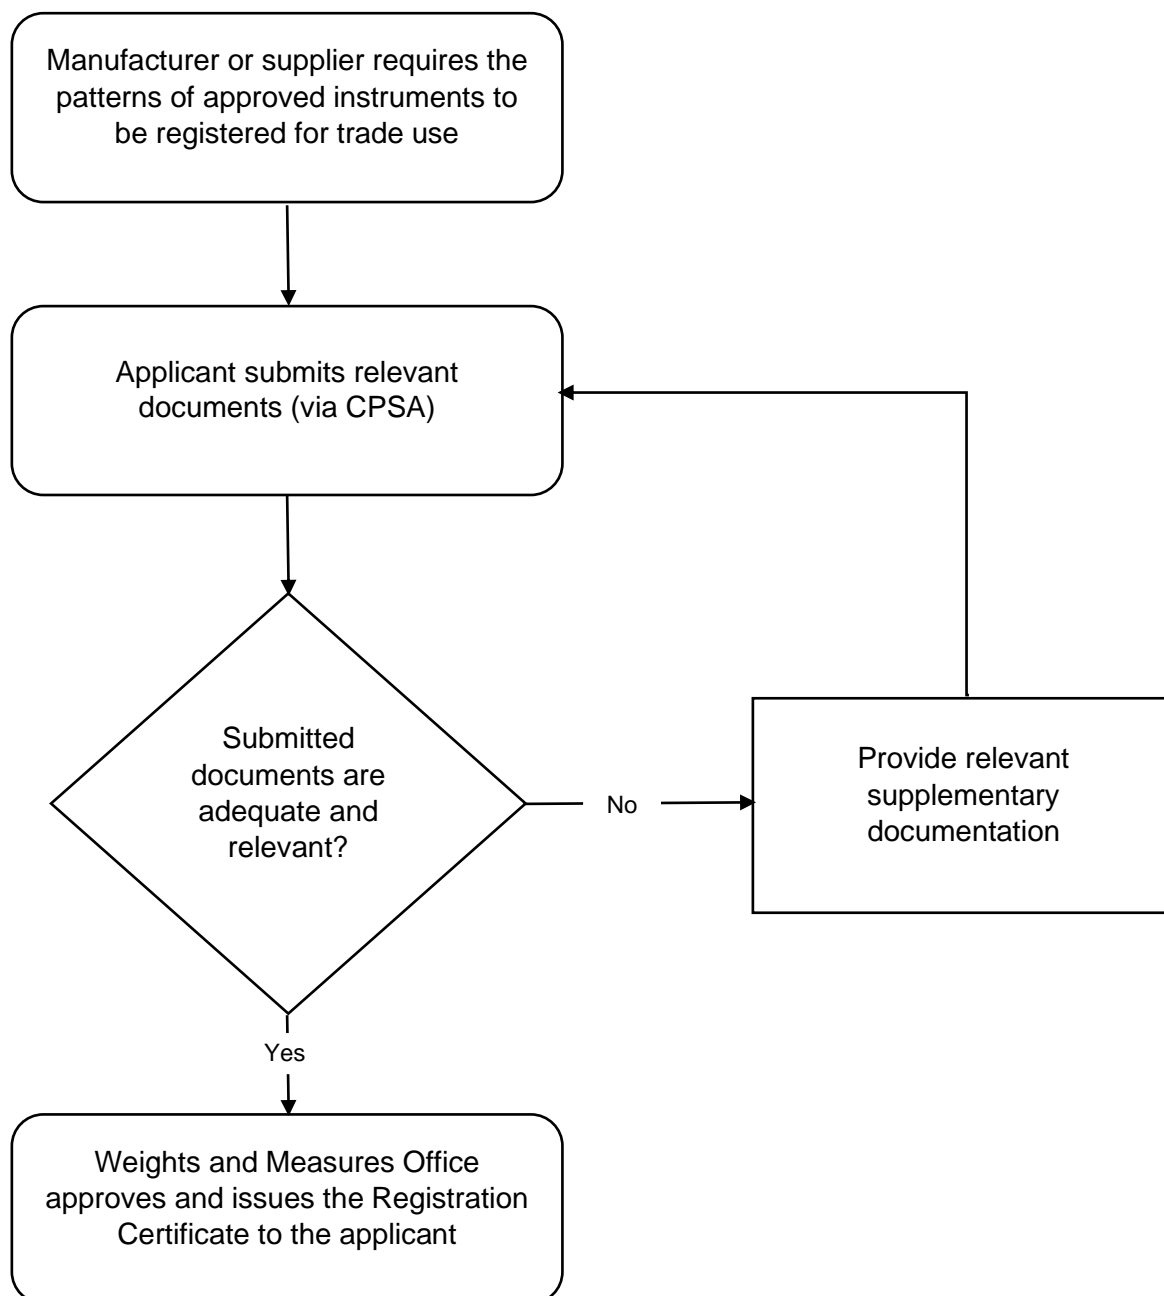 Manufacturer or supplier requires the
patterns of approved instruments to
be registered for trade use
Applicant submits relevant
documents (via CPSA)
Submitted
documents are
adequate and
relevant?
No
Provide relevant
supplementary
documentation
Yes
Weights and Measures Office
approves and issues the Registration
Certificate to the applicant